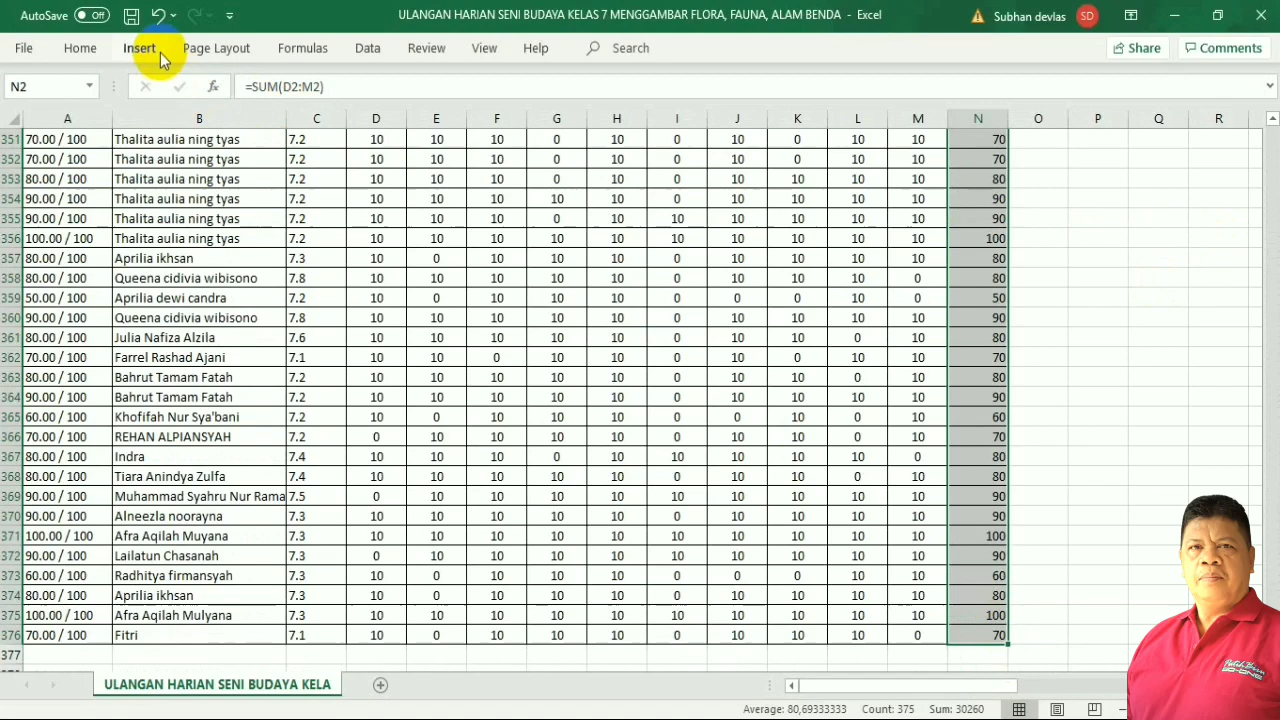 AutoSave Off ULANGAN HARIAN SENI BUDAYA KELAS 7 MENGGAMBAR FLORA, FAUNA, ALAM BENDA - Excel Subhan devlas SD
File Home Insert Page Layout Formulas Data Review View Help Search Share Comments
N2 fx =SUM(D2:M2)
A B C D E F G H I J K L M N O P Q R
351 70.00 / 100 Thalita aulia ning tyas 7.2 10 10 10 0 10 0 10 0 10 10 70
352 70.00 / 100 Thalita aulia ning tyas 7.2 10 10 10 0 10 0 10 0 10 10 70
353 80.00 / 100 Thalita aulia ning tyas 7.2 10 10 10 0 10 0 10 10 10 10 80
354 90.00 / 100 Thalita aulia ning tyas 7.2 10 10 10 10 10 0 10 10 10 10 90
355 90.00 / 100 Thalita aulia ning tyas 7.2 10 10 10 0 10 10 10 10 10 10 90
356 100.00 / 100 Thalita aulia ning tyas 7.2 10 10 10 10 10 10 10 10 10 10 100
357 80.00 / 100 Aprilia ikhsan 7.3 10 0 10 10 10 0 10 10 10 10 80
358 80.00 / 100 Queena cidivia wibisono 7.8 10 10 10 10 10 0 10 10 10 0 80
359 50.00 / 100 Aprilia dewi candra 7.2 10 0 10 10 10 0 0 10 0 0 50
360 90.00 / 100 Queena cidivia wibisono 7.8 10 10 10 10 10 0 10 10 10 10 90
361 80.00 / 100 Julia Nafiza Alzila 7.6 10 10 10 10 10 0 10 10 0 10 80
362 70.00 / 100 Farrel Rashad Ajani 7.1 10 10 0 10 10 0 10 0 10 10 70
363 80.00 / 100 Bahrut Tamam Fatah 7.2 10 10 10 10 10 0 10 10 0 10 80
364 90.00 / 100 Bahrut Tamam Fatah 7.2 10 10 10 10 10 0 10 10 10 10 90
365 60.00 / 100 Khofifah Nur Sya'bani 7.2 10 0 10 10 10 0 0 10 0 10 60
366 70.00 / 100 REHAN ALPIANSYAH 7.2 0 10 10 10 10 0 10 10 0 10 70
367 80.00 / 100 Indra 7.4 10 10 10 0 10 10 10 10 10 0 80
368 80.00 / 100 Tiara Anindya Zulfa 7.4 10 10 10 10 10 0 10 10 0 10 80
369 90.00 / 100 Muhammad Syahru Nur Rama 7.5 0 10 10 10 10 10 10 10 10 10 90
370 90.00 / 100 Alneezla noorayna 7.3 10 10 10 10 10 0 10 10 10 10 90
371 100.00 / 100 Afra Aqilah Muyana 7.3 10 10 10 10 10 10 10 10 10 10 100
372 90.00 / 100 Lailatun Chasanah 7.3 0 10 10 10 10 10 10 10 10 10 90
373 60.00 / 100 Radhitya firmansyah 7.3 10 0 10 10 10 0 0 0 10 10 60
374 80.00 / 100 Aprilia ikhsan 7.3 10 0 10 10 10 0 10 10 10 10 80
375 100.00 / 100 Afra Aqilah Mulyana 7.3 10 10 10 10 10 10 10 10 10 10 100
376 70.00 / 100 Fitri 7.1 10 0 10 10 10 0 10 10 10 0 70
377
ULANGAN HARIAN SENI BUDAYA KELA
Average: 80,69333333 Count: 375 Sum: 30260